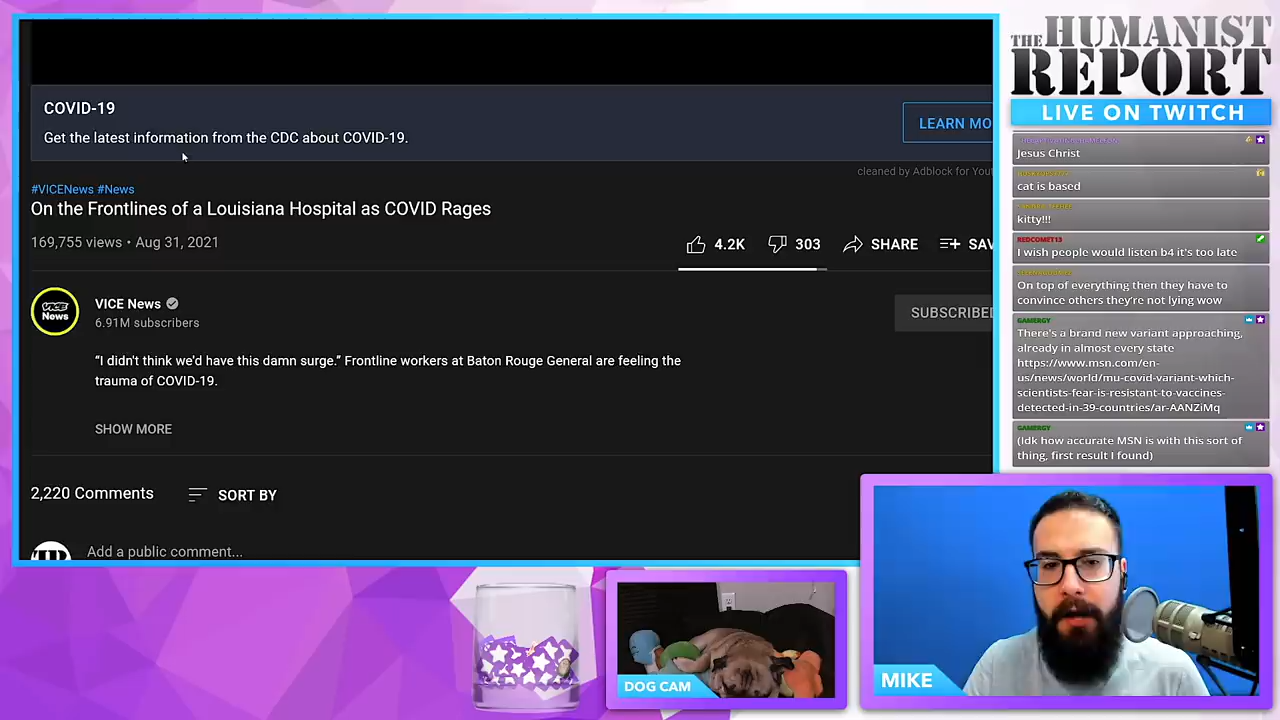 COVID-19
Get the latest information from the CDC about COVID-19.
LEARN MO
cleaned by Adblock for Yout
#VICENews #News
On the Frontlines of a Louisiana Hospital as COVID Rages
169,755 views • Aug 31, 2021
4.2K
303
SHARE
SAV
VICE News
VICE News
6.91M subscribers
SUBSCRIBED
“I didn't think we’d have this damn surge.” Frontline workers at Baton Rouge General are feeling the
trauma of COVID-19.
SHOW MORE
2,220 Comments
SORT BY
Add a public comment...
THE HUMANIST
REPORT
LIVE ON TWITCH
Jesus Christ
cat is based
kitty!!!
REDCOMET13
I wish people would listen b4 it's too late
On top of everything then they have to
convince others they're not lying wow
GAMERGY
There's a brand new variant approaching,
already in almost every state
https://www.msn.com/en-
us/news/world/mu-covid-variant-which-
scientists-fear-is-resistant-to-vaccines-
detected-in-39-countries/ar-AANZiMq
GAMERGY
(Idk how accurate MSN is with this sort of
thing, first result I found)
DOG CAM
MIKE